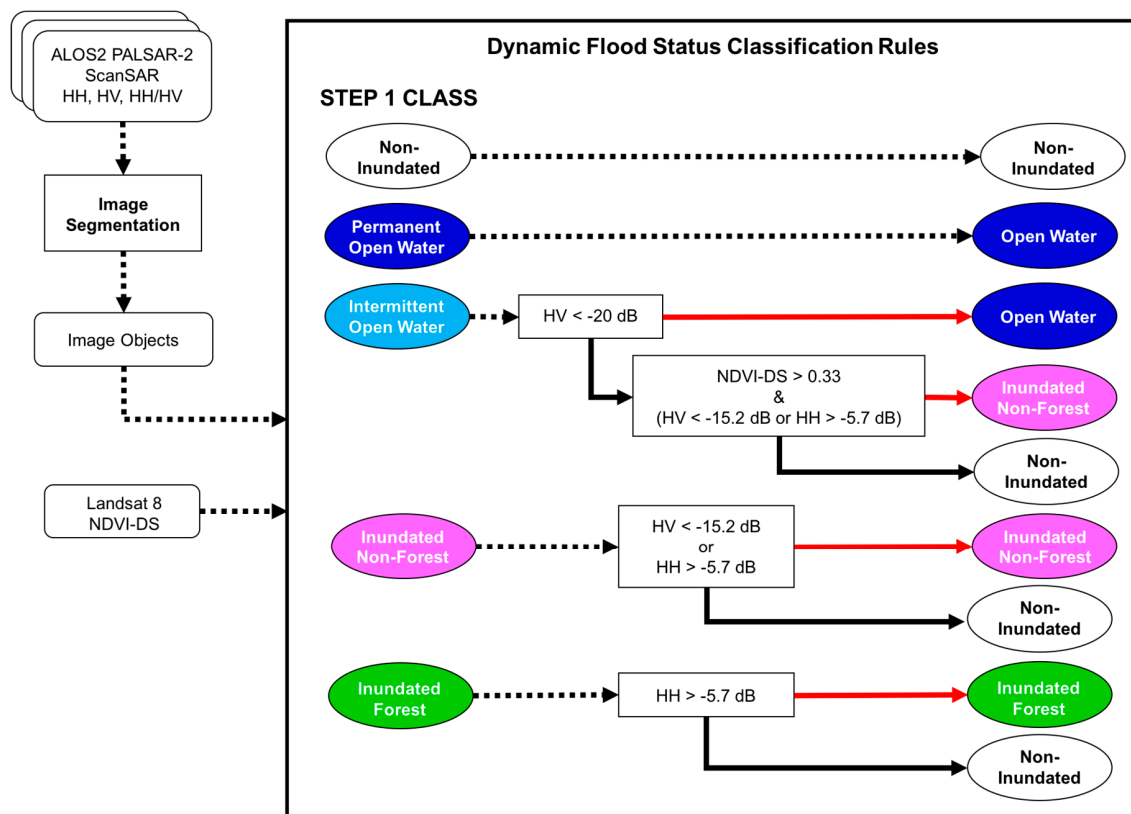 ALOS2 PALSAR-2
ScanSAR
HH, HV, HH/HV
Image
Segmentation
Image Objects
Landsat 8
NDVI-DS
Dynamic Flood Status Classification Rules
STEP 1 CLASS
Non-
Inundated
Non-
Inundated
Permanent
Open Water
Open Water
Intermittent
Open Water
HV < -20 dB
Open Water
NDVI-DS > 0.33
&
(HV < -15.2 dB or HH > -5.7 dB)
Inundated
Non-Forest
Non-
Inundated
Inundated
Non-Forest
HV < -15.2 dB
or
HH > -5.7 dB
Inundated
Non-Forest
Non-
Inundated
Inundated
Forest
HH > -5.7 dB
Inundated
Forest
Non-
Inundated